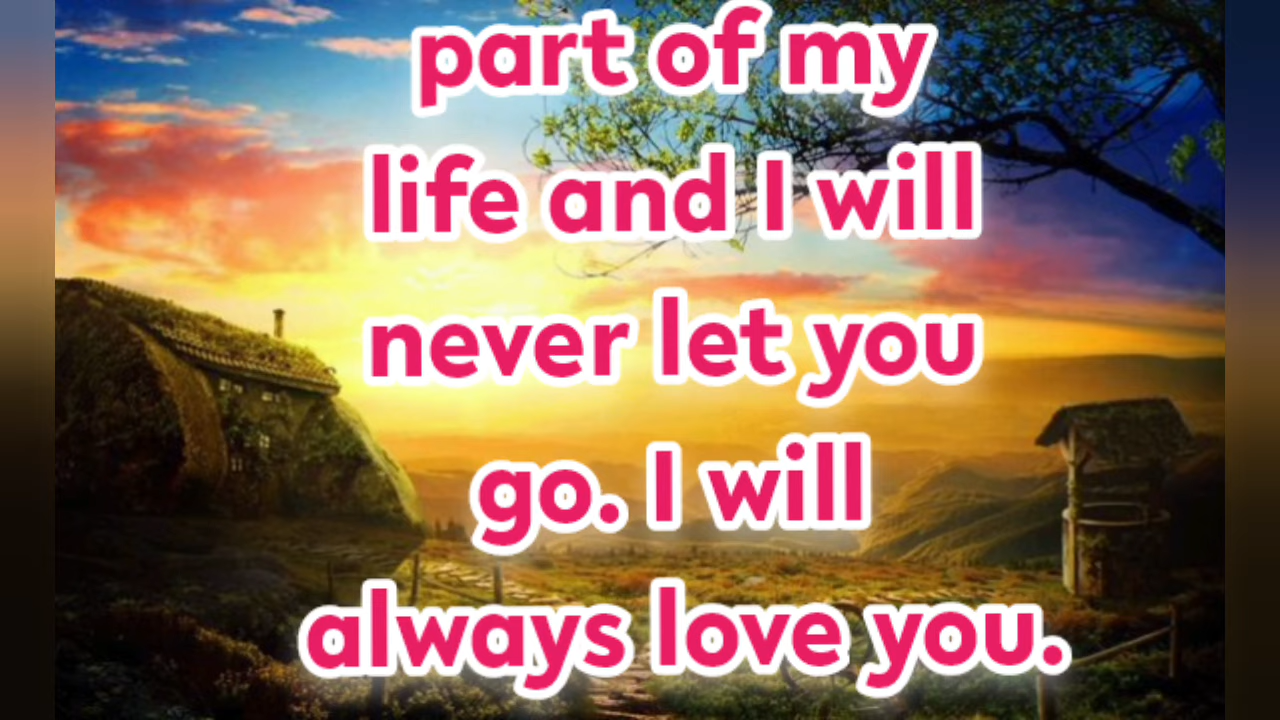 part of my
life and I will
never let you
go. I will
always love you.